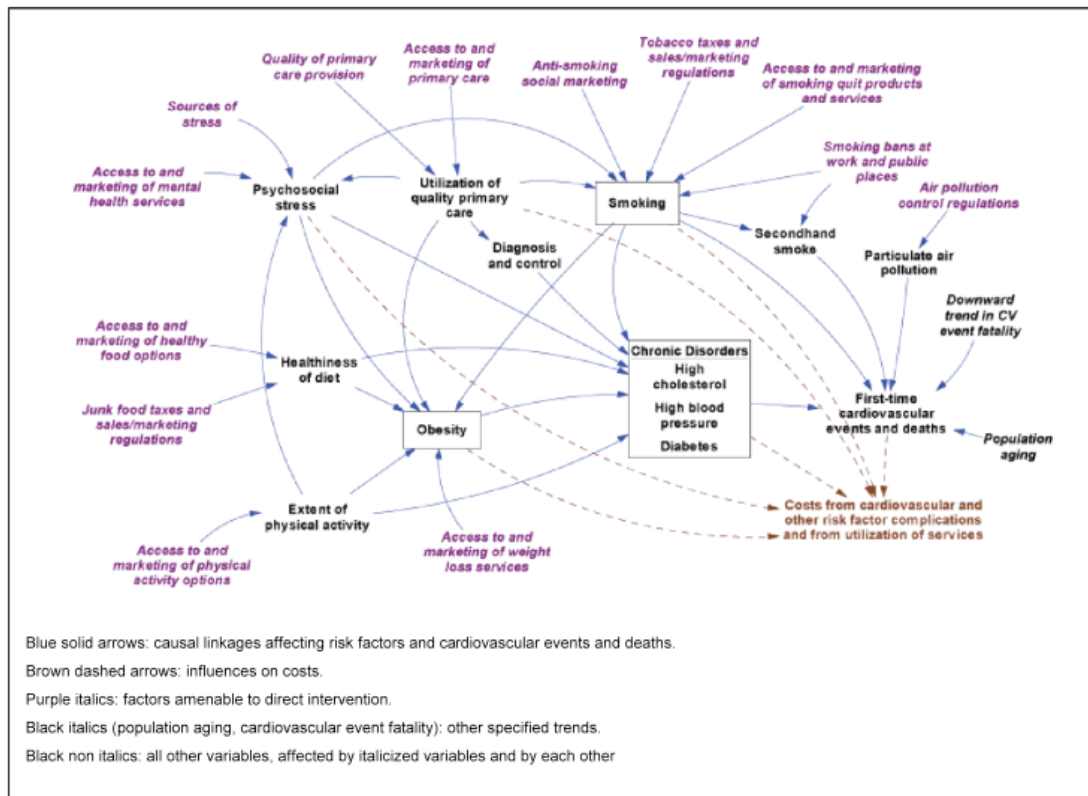 Quality of primary
care provision
Access to and
marketing of
primary care
Anti-smoking
social marketing
Tobacco taxes and
sales/marketing
regulations
Access to and marketing
of smoking quit products
and services
Sources of
stress
Smoking bans at
work and public
places
Access to and
marketing of mental
health services
Psychosocial
stress
Utilization of
quality primary
care
Smoking
Air pollution
control regulations
Secondhand
smoke
Diagnosis
and control
Particulate air
pollution
Downward
trend in CV
event fatality
Access to and
marketing of healthy
food options
Healthiness
of diet
Chronic Disorders
High
cholesterol
High blood
pressure
Diabetes
First-time
cardiovascular
events and deaths
Junk food taxes and
sales/marketing
regulations
Obesity
Population
aging
Extent of
physical activity
Costs from cardiovascular and
other risk factor complications
and from utilization of services
Access to and
marketing of physical
activity options
Access to and
marketing of weight
loss services
Blue solid arrows: causal linkages affecting risk factors and cardiovascular events and deaths.
Brown dashed arrows: influences on costs.
Purple italics: factors amenable to direct intervention.
Black italics (population aging, cardiovascular event fatality): other specified trends.
Black non italics: all other variables, affected by italicized variables and by each other